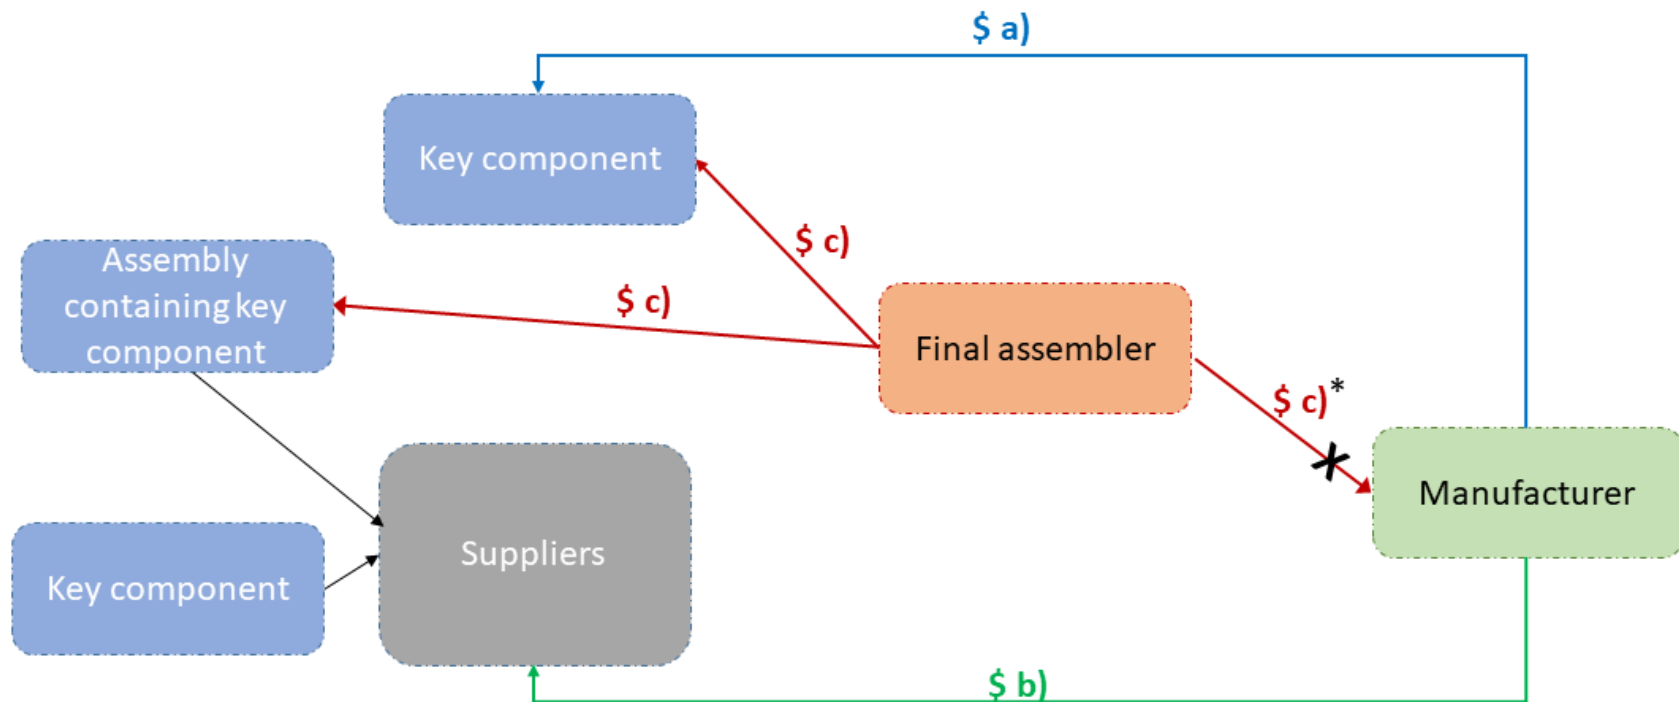 $ a)
Key component
$ c)
Assembly
containing key
component
$ c)
Final assembler
$ c)*
Manufacturer
Suppliers
Key component
$ b)